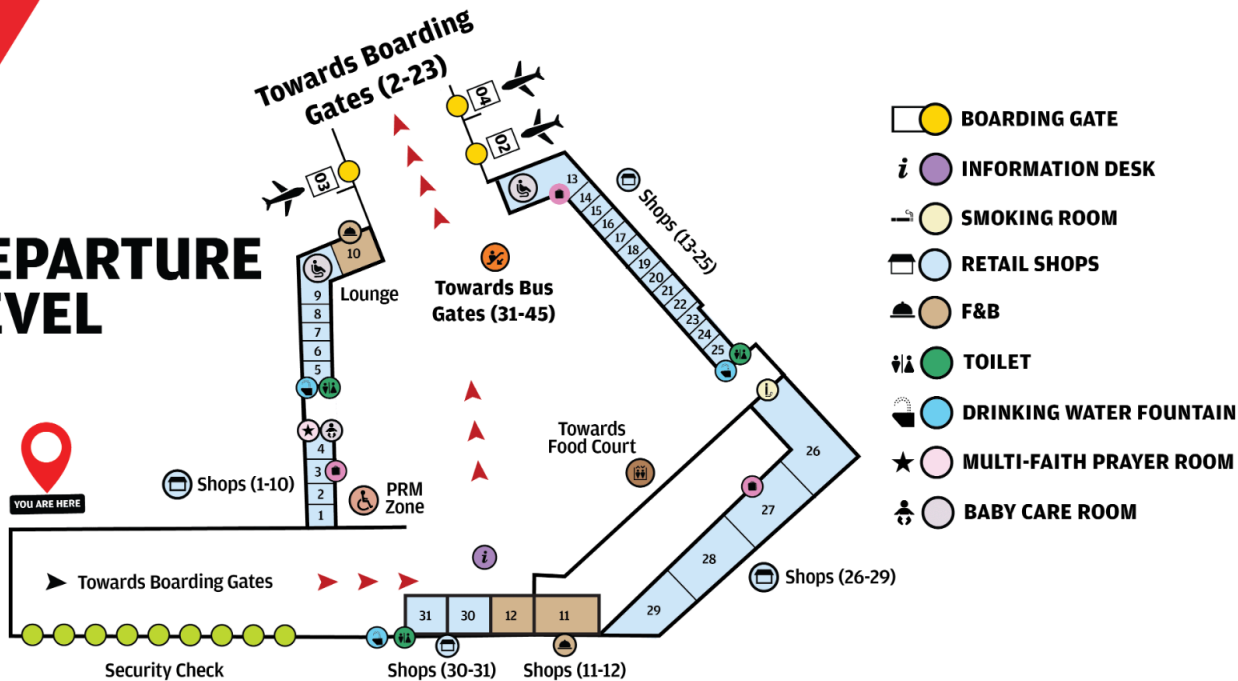 Towards Boarding
Gates (2-23)
04
02
03
EPARTURE
EVEL
10
Lounge
9
8
7
6
5
4
3
2
1
Shops (1-10)
PRM
Zone
YOU ARE HERE
Towards Bus
Gates (31-45)
13
14
15
16
17
18
19
20
21
22
23
24
25
Shops (13-25)
Towards
Food Court
26
27
28
29
Shops (26-29)
i
Towards Boarding Gates
31
30
12
11
Security Check
Shops (30-31)
Shops (11-12)
BOARDING GATE
i INFORMATION DESK
SMOKING ROOM
RETAIL SHOPS
F&B
TOILET
DRINKING WATER FOUNTAIN
MULTI-FAITH PRAYER ROOM
BABY CARE ROOM